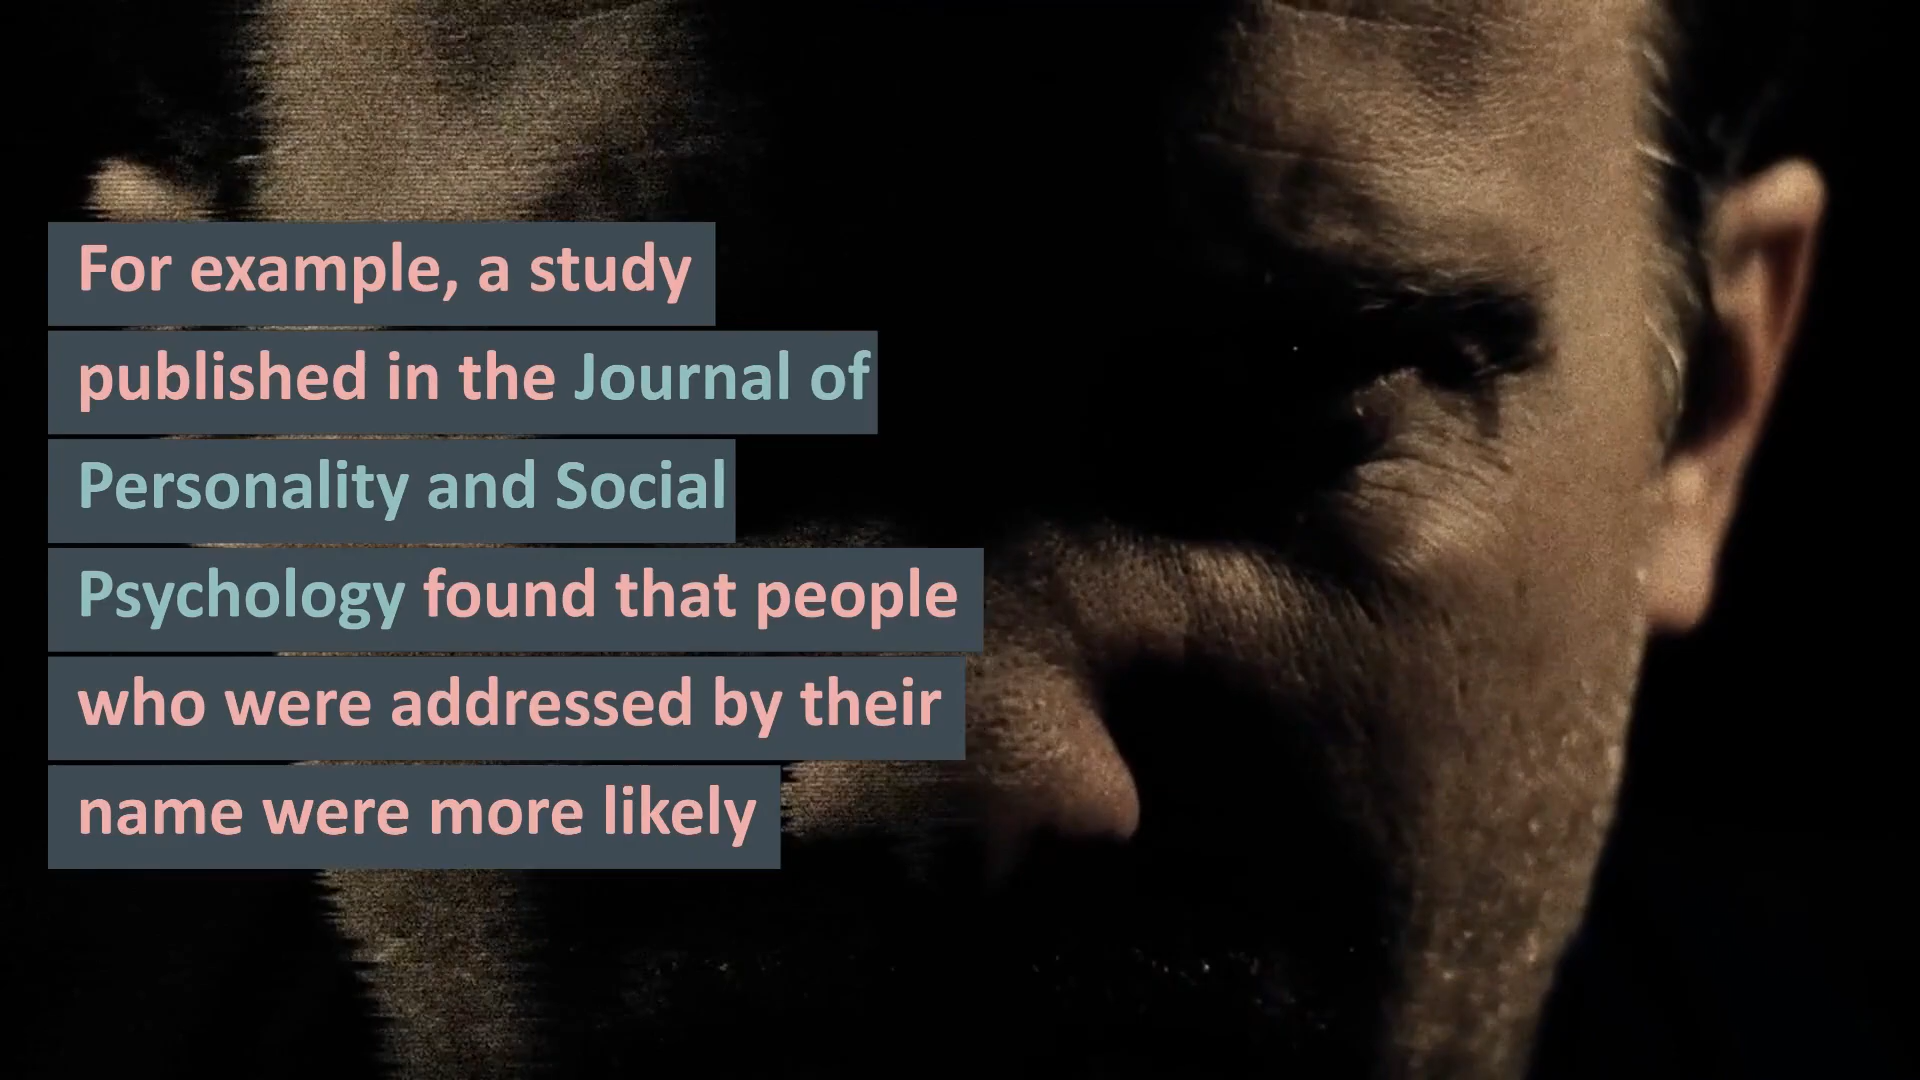 For example, a study
published in the Journal of
Personality and Social
Psychology found that people
who were addressed by their
name were more likely